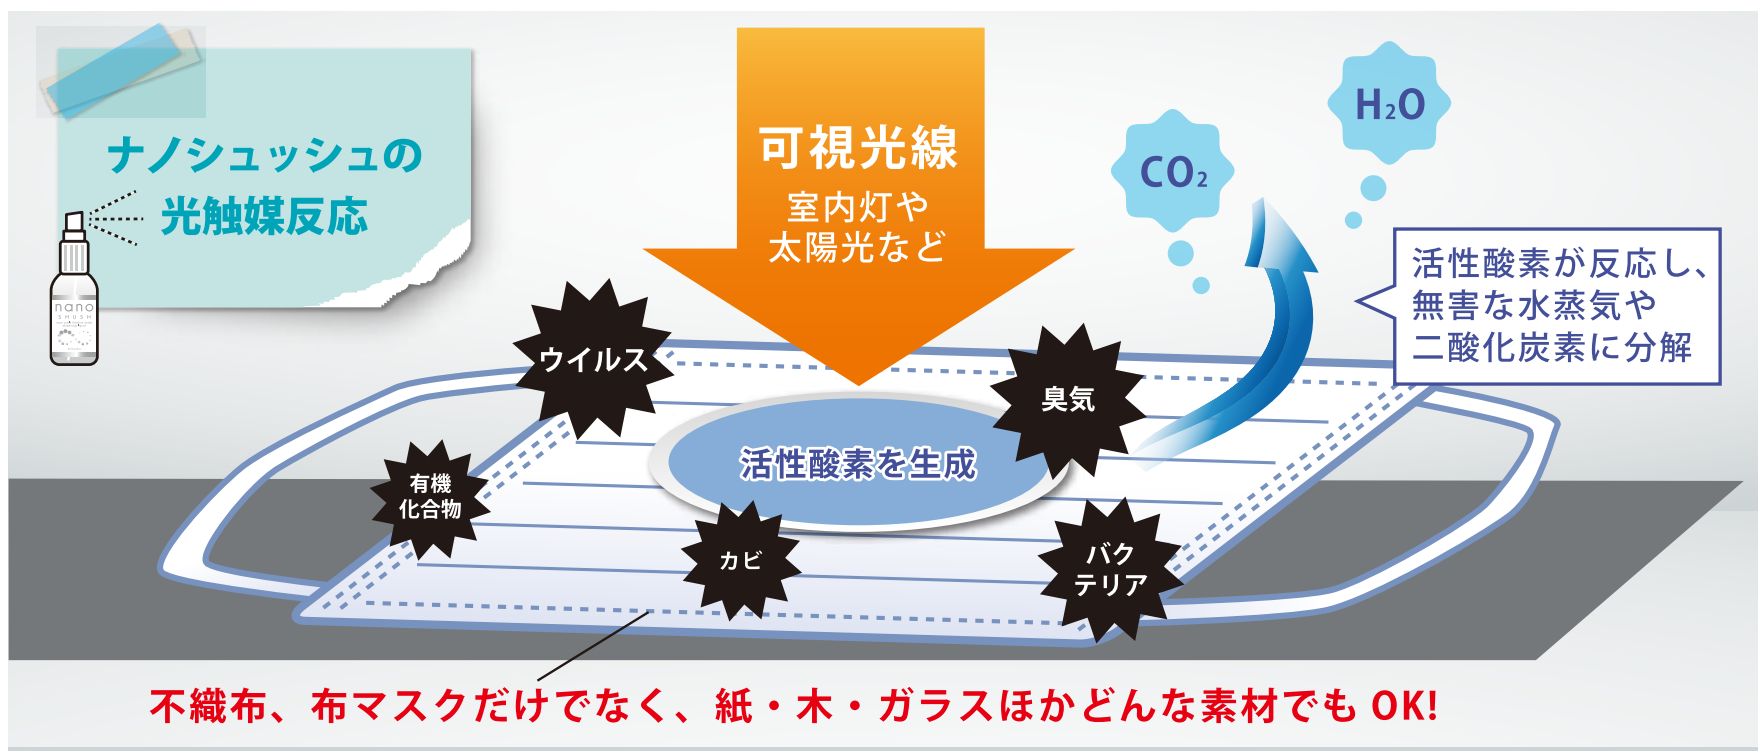 ナノシュッシュの
光触媒反応
nano
SHUSH
可視光線
室内灯や
太陽光など
CO₂
H₂O
活性酸素が反応し、
無害な水蒸気や
二酸化炭素に分解
ウイルス
臭気
活性酸素を生成
有機
化合物
カビ
バク
テリア
不織布、布マスクだけでなく、紙・木・ガラスほかどんな素材でも OK!